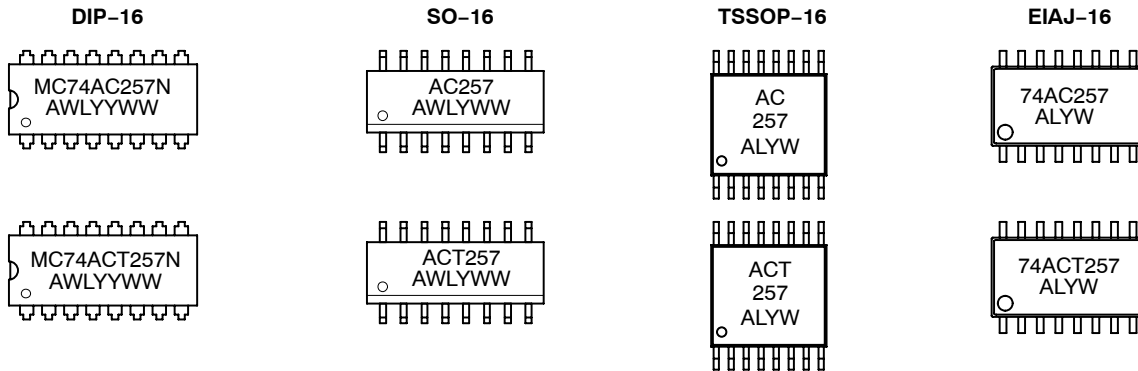 DIP–16
SO–16
TSSOP–16
EIAJ–16
MC74AC257N
AWLYYWW
AC257
AWLYWW
AC
257
ALYW
74AC257
ALYW
MC74ACT257N
AWLYYWW
ACT257
AWLYWW
ACT
257
ALYW
74ACT257
ALYW